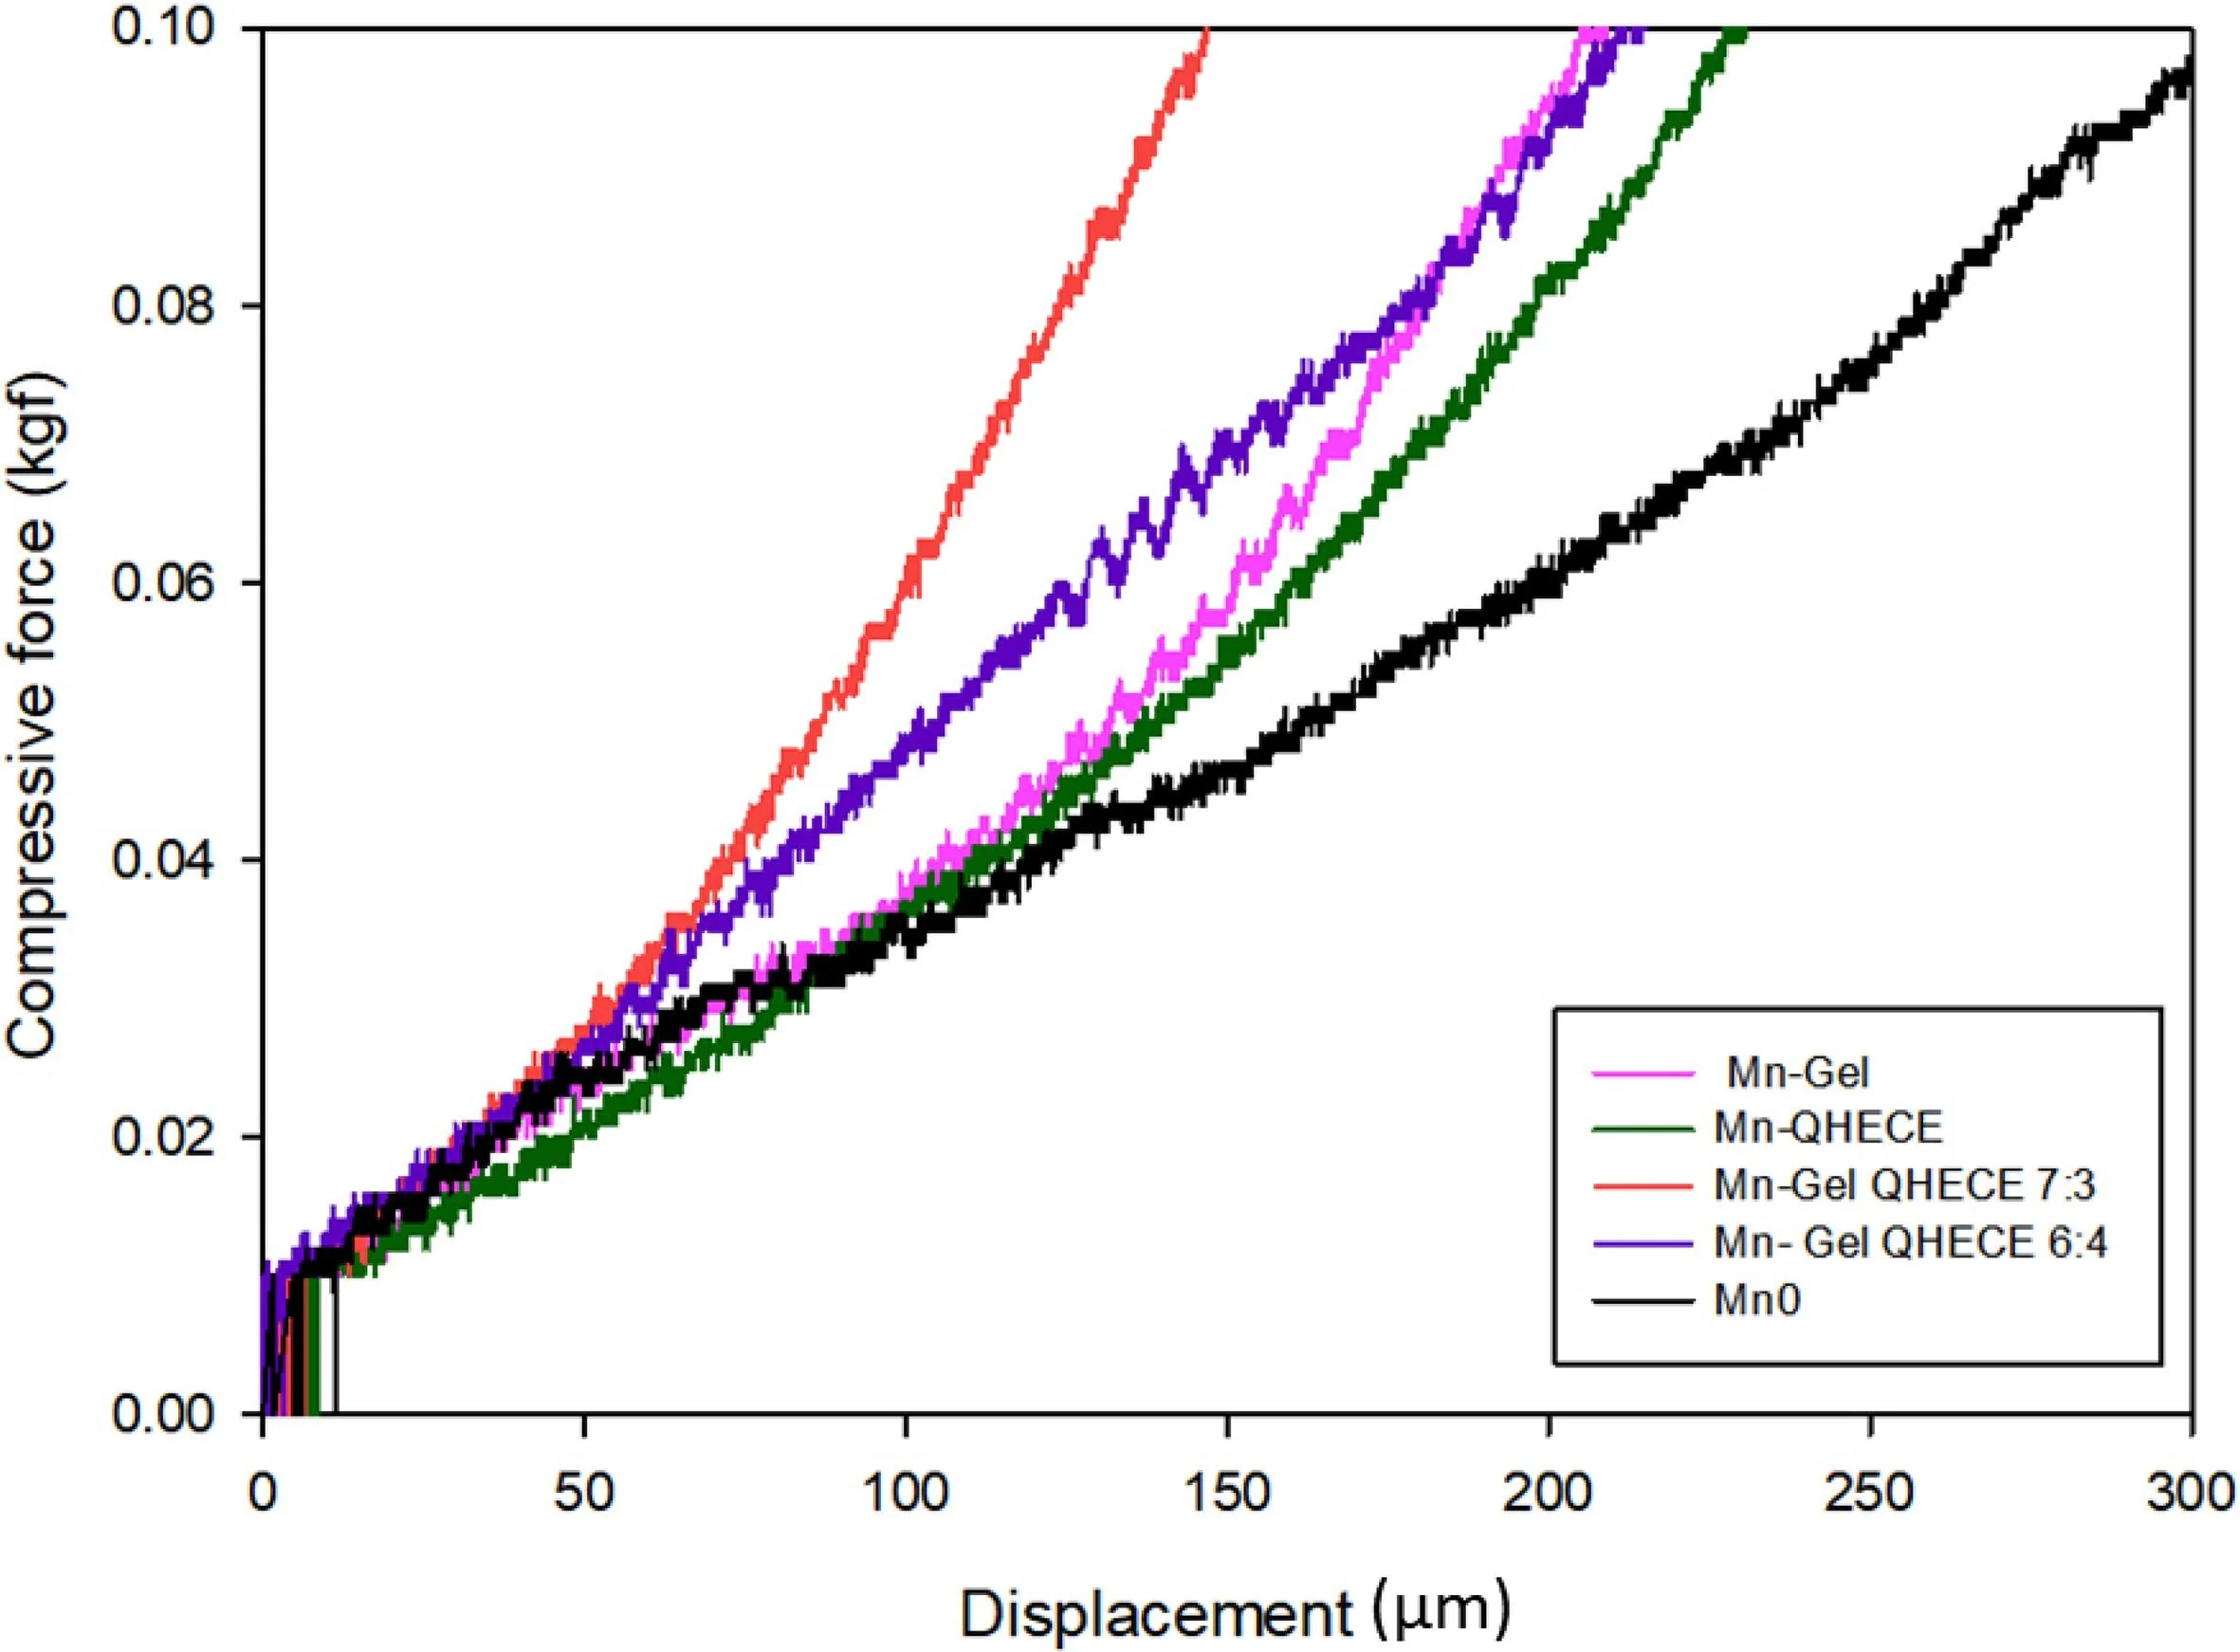 0.10
0.08
0.06
0.04
0.02
0.00
Compressive force (kgf)
0 50 100 150 200 250 300
Displacement (μm)
Mn-Gel
Mn-QHECE
Mn-Gel QHECE 7:3
Mn- Gel QHECE 6:4
Mn0